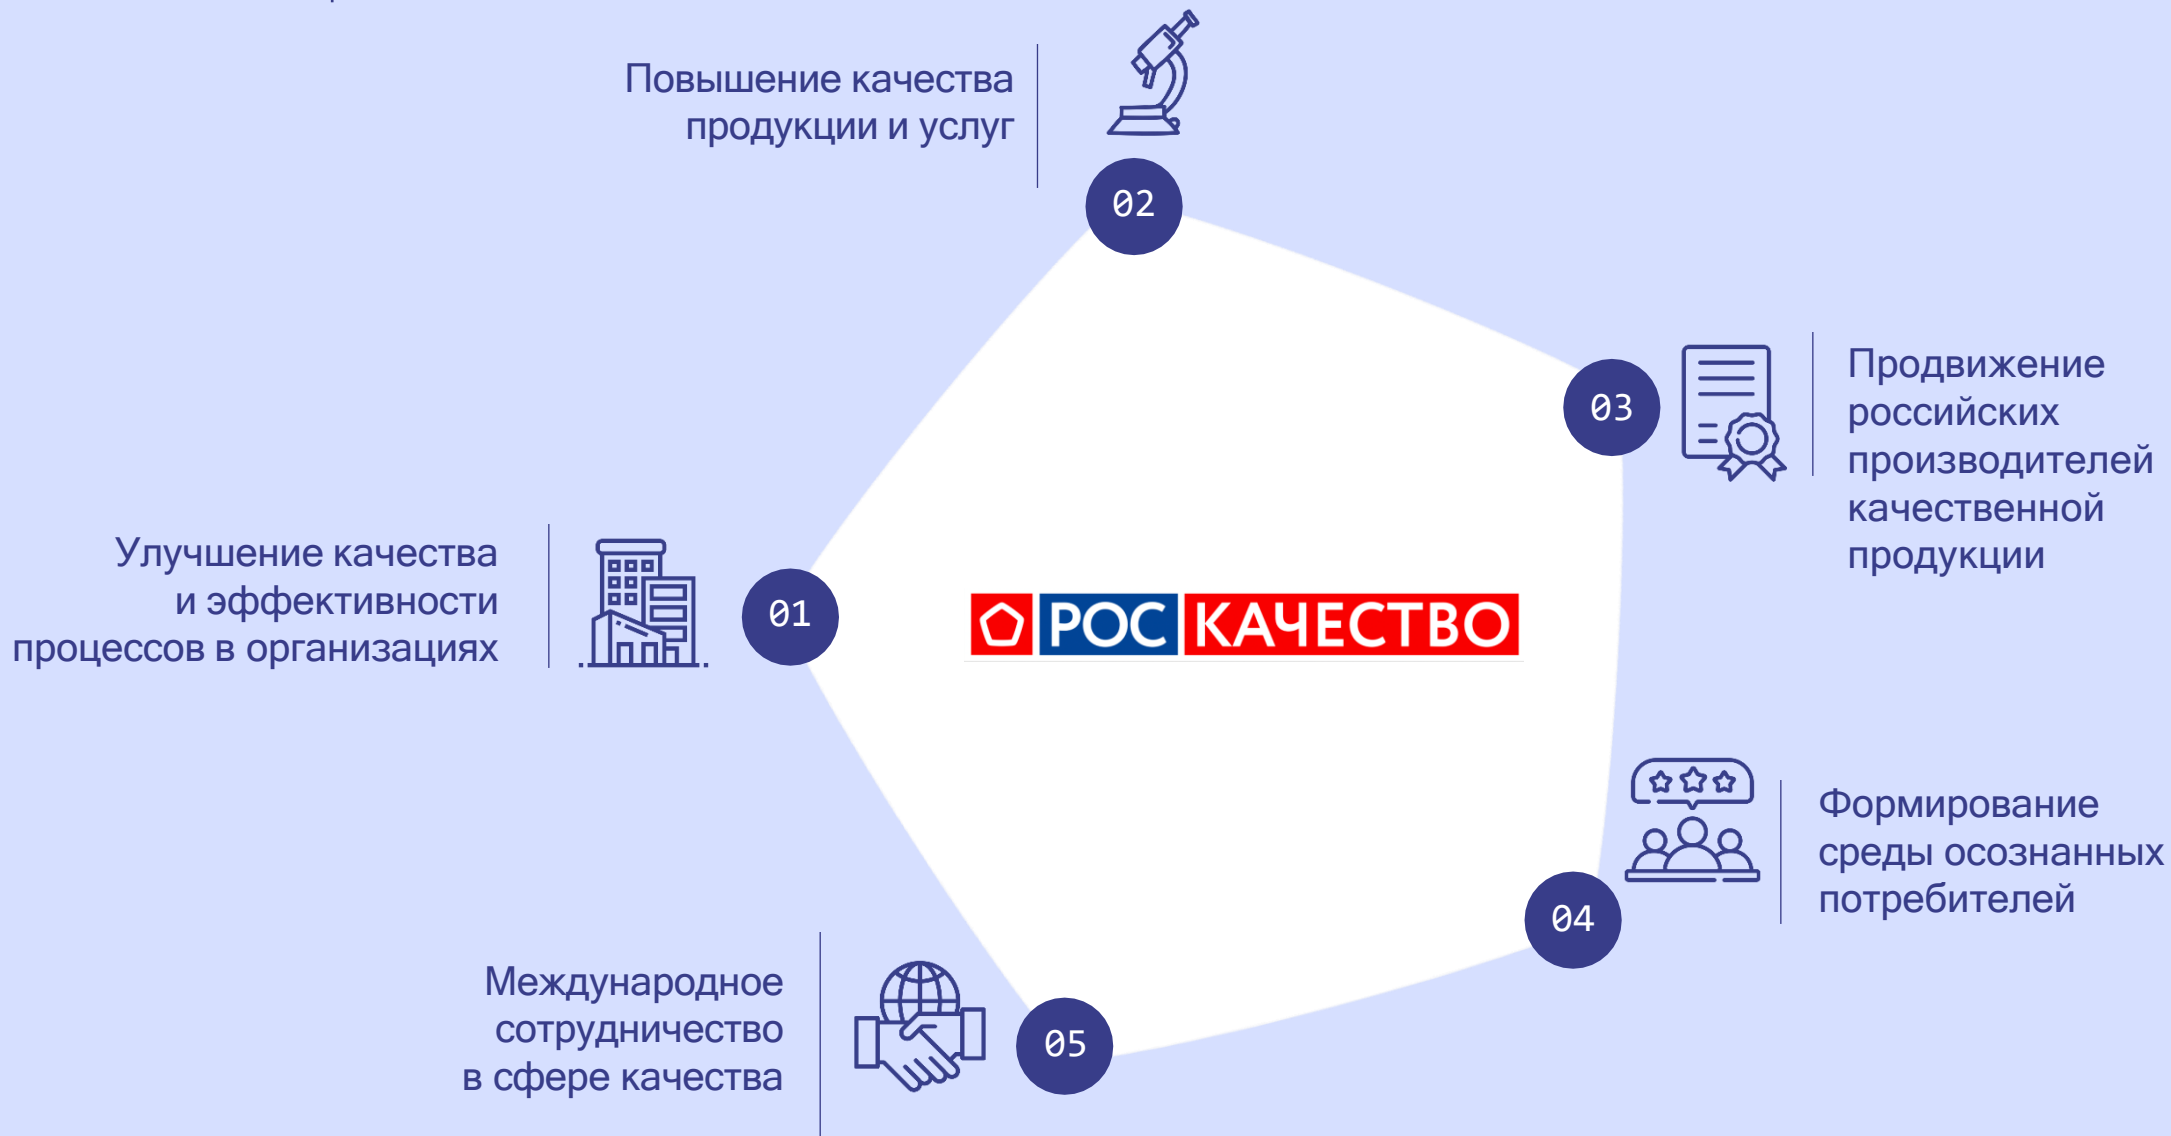 Повышение качества
продукции и услуг
02
03
Продвижение
российских
производителей
качественной
продукции
Улучшение качества
и эффективности
процессов в организациях
01
РОС КАЧЕСТВО
Формирование
среды осознанных
потребителей
04
Международное
сотрудничество
в сфере качества
05